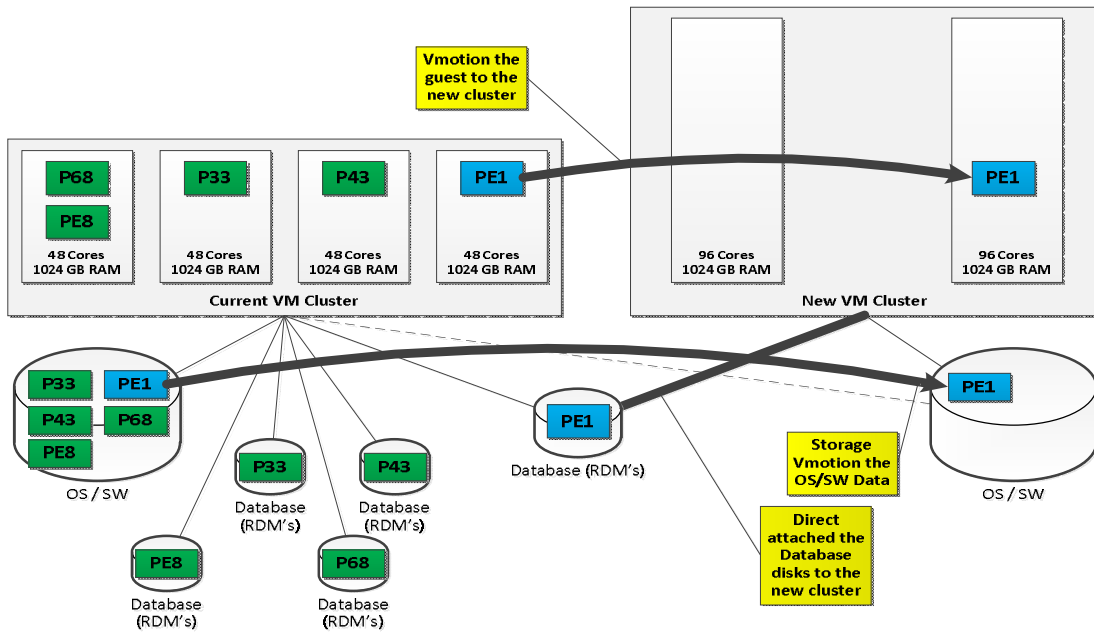 Vmotion the
guest to the
new cluster
P68
PE8
48 Cores
1024 GB RAM
P33
48 Cores
1024 GB RAM
P43
48 Cores
1024 GB RAM
PE1
48 Cores
1024 GB RAM
Current VM Cluster
96 Cores
1024 GB RAM
PE1
96 Cores
1024 GB RAM
New VM Cluster
P33
PE1
P43
P68
PE8
OS / SW
P33
Database
(RDM's)
P43
Database
(RDM's)
PE8
Database
(RDM's)
P68
Database
(RDM's)
PE1
Database (RDM's)
PE1
OS / SW
Storage
Vmotion the
OS/SW Data
Direct
attached the
Database
disks to the
new cluster